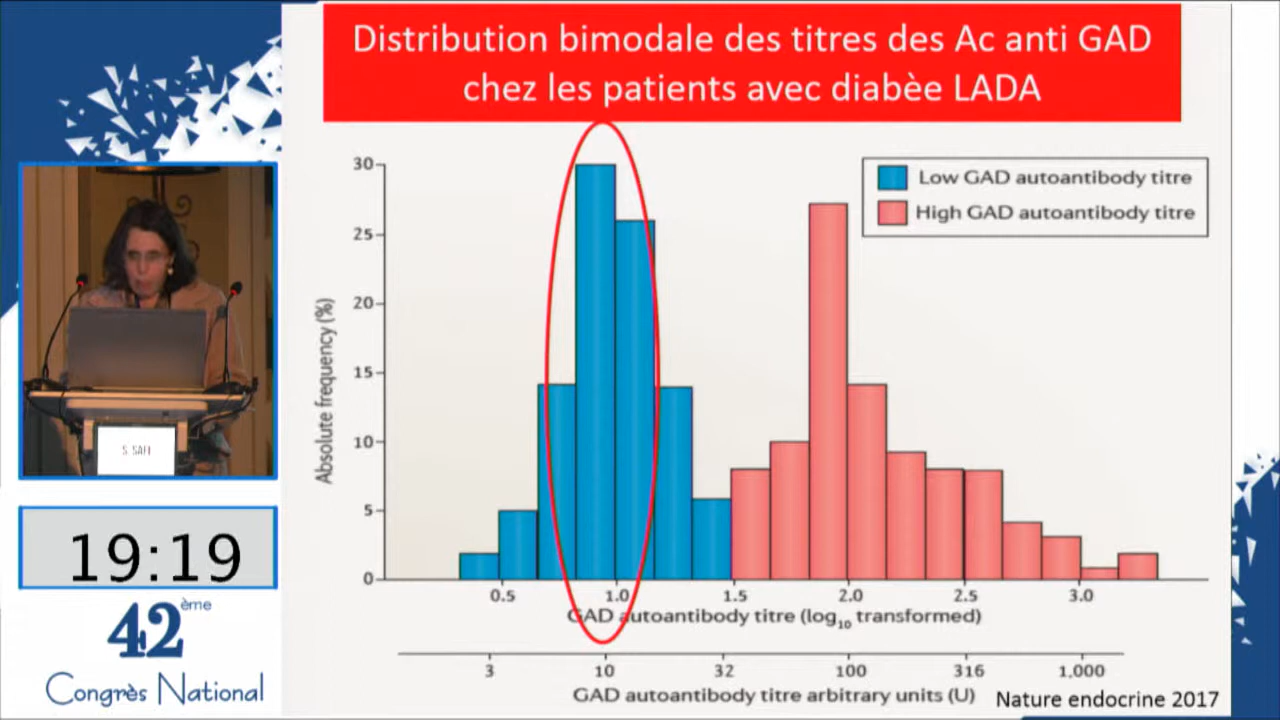 Distribution bimodale des titres des Ac anti GAD
chez les patients avec diabèe LADA
Low GAD autoantibody titre
High GAD autoantibody titre
Absolute frequency (%)
30
25
20
15
10
5
0
0.5 1.0 1.5 2.0 2.5 3.0
GAD autoantibody titre (log10 transformed)
3 10 32 100 316 1,000
GAD autoantibody titre arbitrary units (U)
Nature endocrine 2017
S. SAFI
19:19
42ème
Congrès National